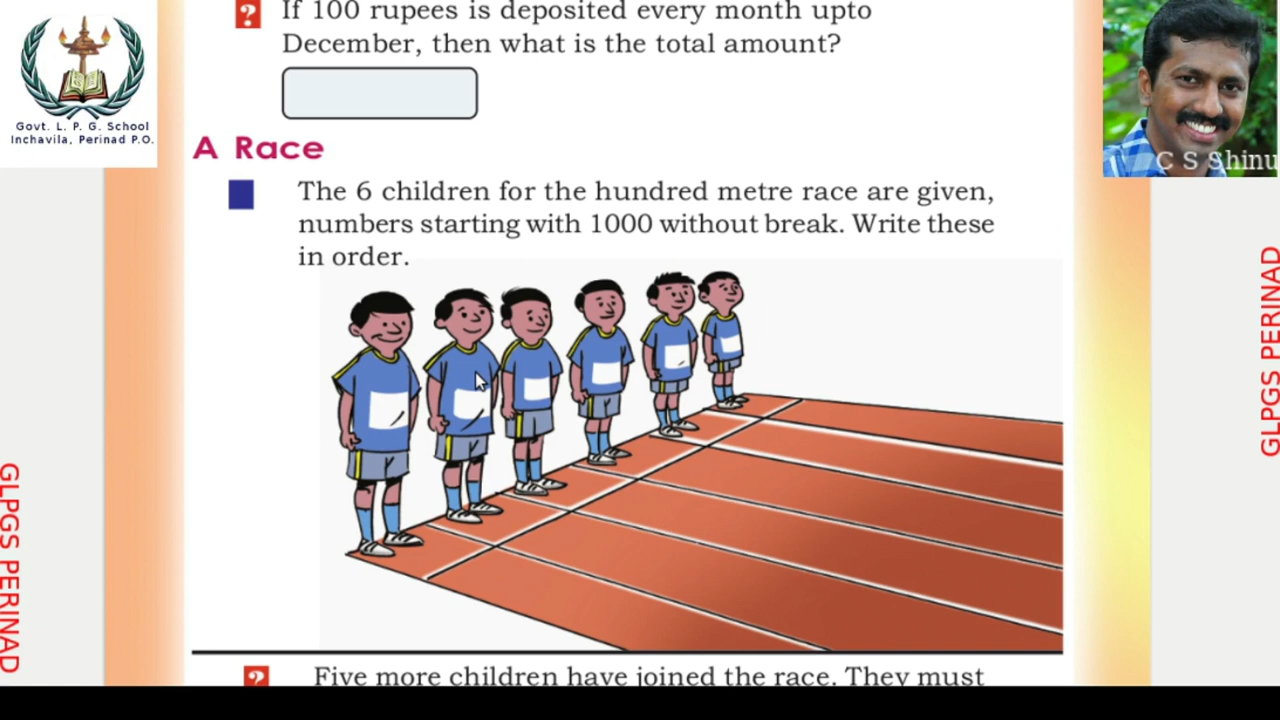 If 100 rupees is deposited every month upto
December, then what is the total amount?
Govt. L. P. G. School
Inchavila, Perinad P.O.
C S Shinu
A Race
The 6 children for the hundred metre race are given,
numbers starting with 1000 without break. Write these
in order.
GLPGS PERINAD
GLPGS PERINAD
? Five more children have joined the race. They must